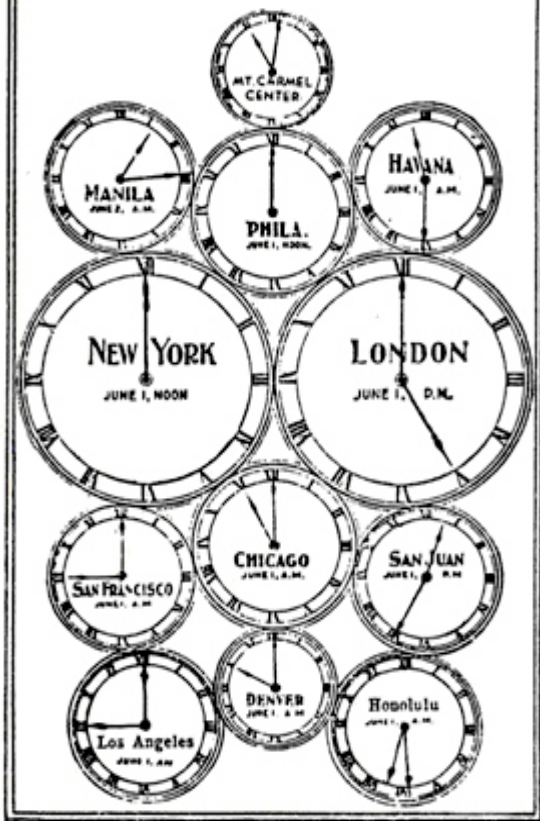 MT. CARMEL
CENTER.
MANILA
JUNE 2, A.M.
HAVANA
JUNE 1, A.M.
PHILA.
JUNE 1, NOON.
NEW YORK
JUNE 1, NOON
LONDON
JUNE 1, P.M.
SAN FRANCISCO
JUNE 1, A.M
CHICAGO
JUNE 1, A.M.
SAN JUAN
JUNE 1, P.M
DENVER
JUNE 1, A M
Los Angeles
JUNE 1, AM
Honolulu
JUNE 1, A.M.